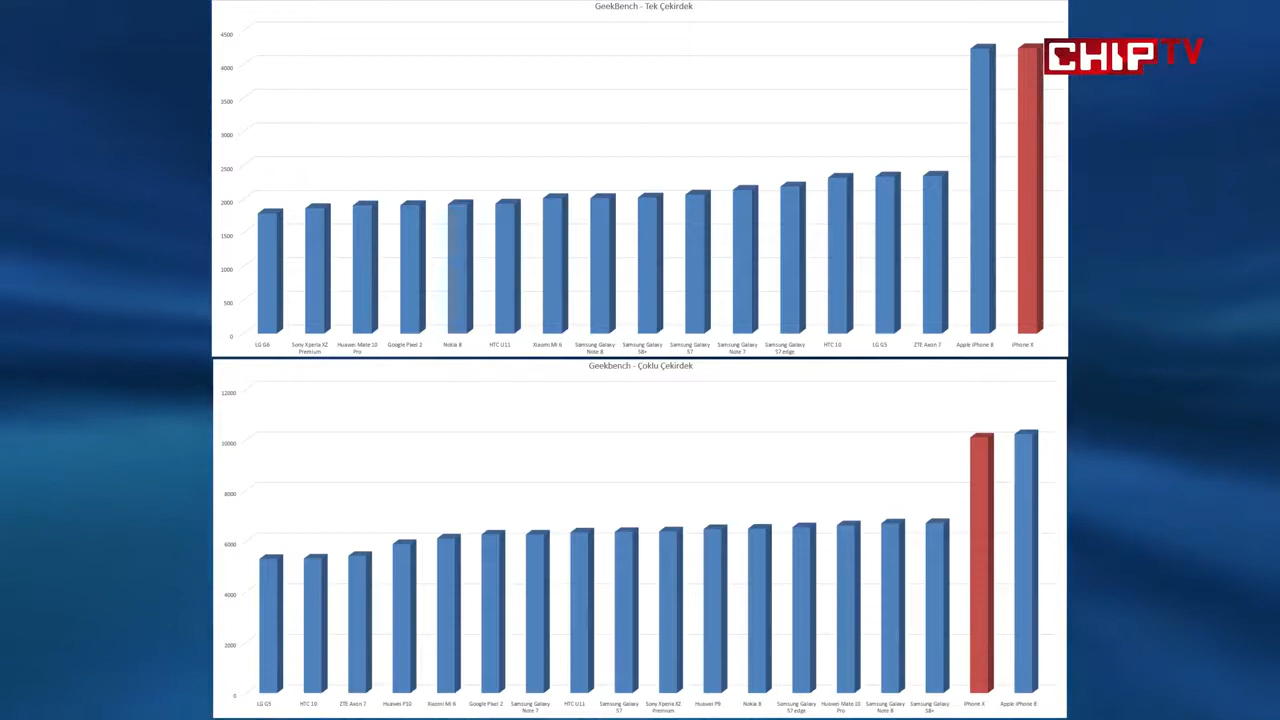 GeekBench - Tek Çekirdek
CHIP TV
4500
4000
3500
3000
2500
2000
1500
1000
500
0
LG G6
Sony Xperia XZ Premium
Huawei Mate 10 Pro
Google Pixel 2
Nokia 8
HTC U11
Xiaomi Mi 6
Samsung Galaxy Note 8
Samsung Galaxy S8+
Samsung Galaxy S7
Samsung Galaxy Note 7
Samsung Galaxy S7 edge
HTC 10
LG G5
ZTE Axon 7
Apple iPhone 8
iPhone X
Geekbench - Çoklu Çekirdek
12000
10000
8000
6000
4000
2000
0
LG G5
HTC 10
ZTE Axon 7
Huawei P10
Xiaomi Mi 6
Google Pixel 2
Samsung Galaxy Note 7
HTC U11
Samsung Galaxy S7
Sony Xperia XZ Premium
Huawei P9
Nokia 8
Samsung Galaxy S7 edge
Huawei Mate 10 Pro
Samsung Galaxy Note 8
Samsung Galaxy S8+
iPhone X
Apple iPhone 8